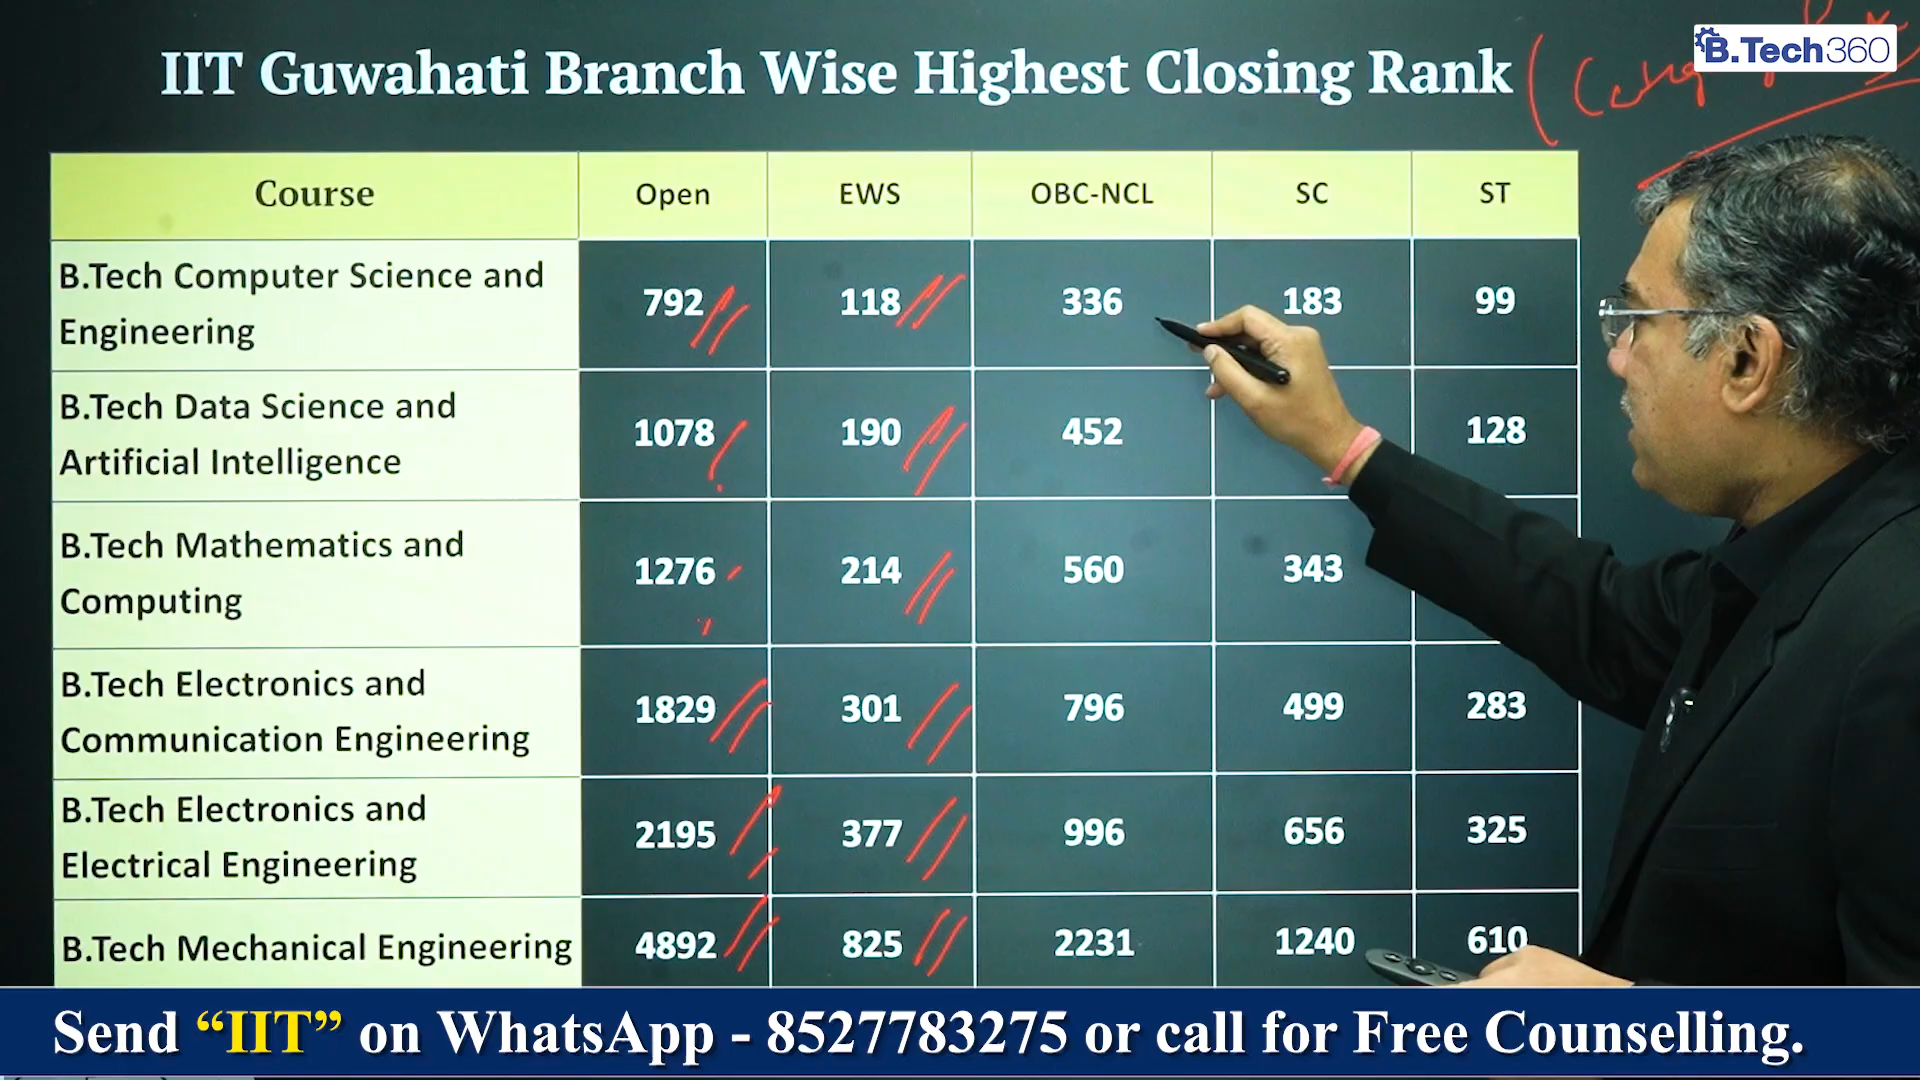 B.Tech360
IIT Guwahati Branch Wise Highest Closing Rank
Course Open EWS OBC-NCL SC ST
B.Tech Computer Science and
Engineering
792 118 336 183 99
B.Tech Data Science and
Artificial Intelligence
1078 190 452 128
B.Tech Mathematics and
Computing
1276 214 560 343
B.Tech Electronics and
Communication Engineering
1829 301 796 499 283
B.Tech Electronics and
Electrical Engineering
2195 377 996 656 325
B.Tech Mechanical Engineering 4892 825 2231 1240 610
Send “IIT” on WhatsApp - 8527783275 or call for Free Counselling.